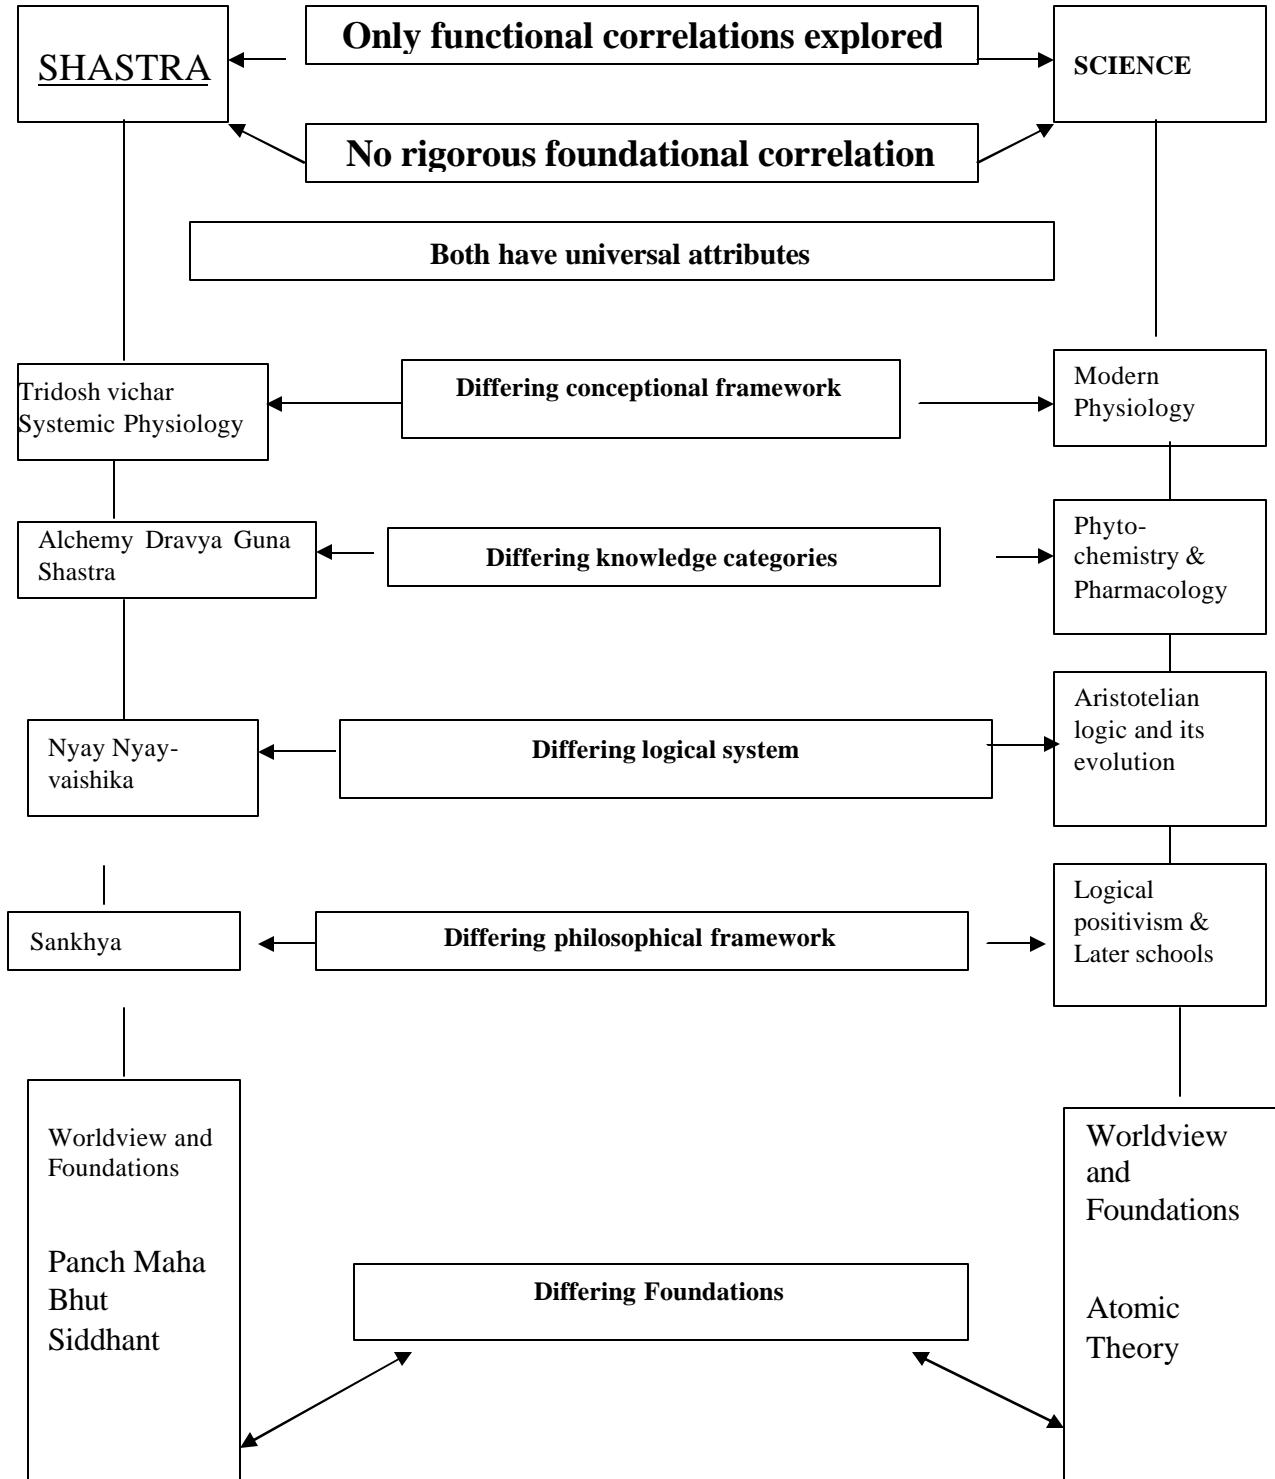 Only functional correlations explored
SHASTRA
SCIENCE
No rigorous foundational correlation
Both have universal attributes
Tridosh vichar
Systemic Physiology
Differing conceptional framework
Modern
Physiology
Alchemy Dravya Guna
Shastra
Differing knowledge categories
Phyto-
chemistry &
Pharmacology
Nyay Nyay-
vaishika
Differing logical system
Aristotelian
logic and its
evolution
Sankhya
Differing philosophical framework
Logical
positivism &
Later schools
Worldview and
Foundations
Panch Maha
Bhut
Siddhant
Differing Foundations
Worldview
and
Foundations
Atomic
Theory